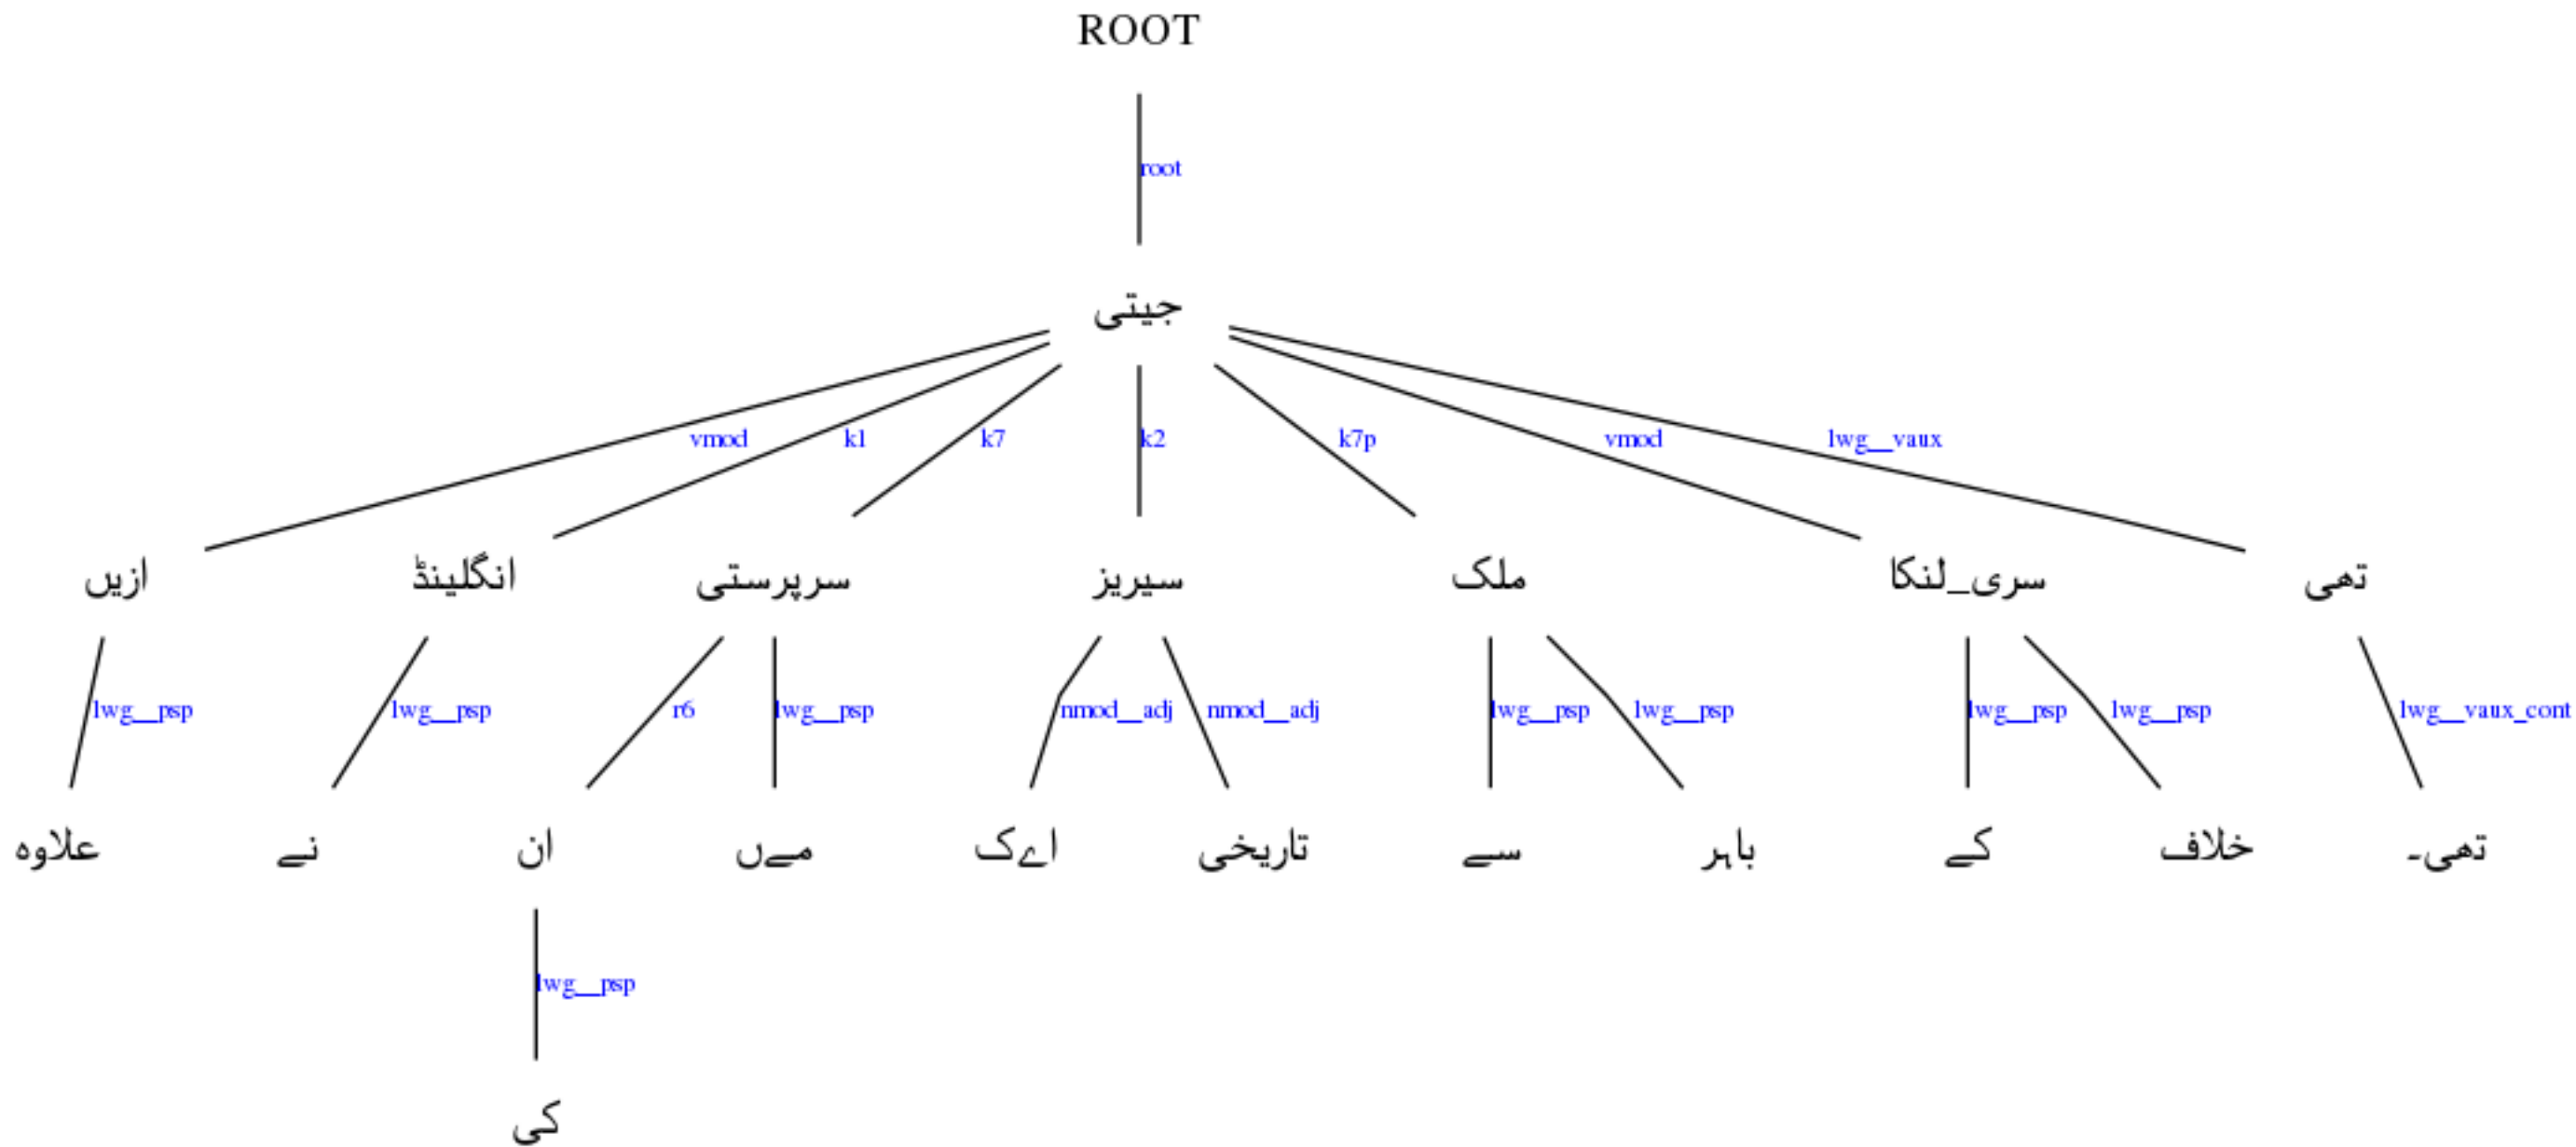 ROOT
root
جیتی
vmod k1 k7 k2 k7p vmod lwg__vaux
ازیں انگلینڈ سرپرستی سیریز ملک سری_لنکا تھی
lwg__psp lwg__psp r6 lwg__psp nmod__adj nmod__adj lwg__psp lwg__psp lwg__psp lwg__psp lwg__vaux_cont
علاوہ نے ان مےں اےک تاریخی سے باہر کے خلاف تھی۔
lwg__psp
کی